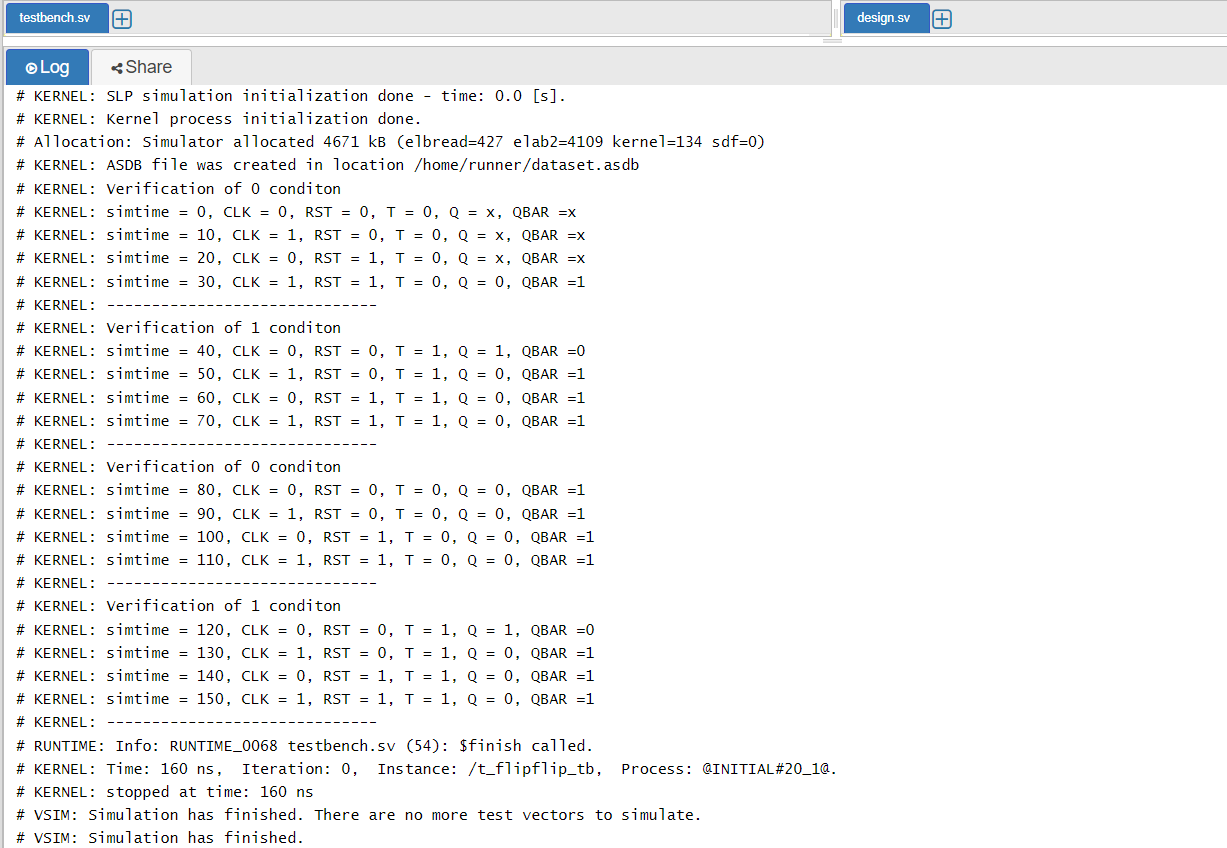 testbench.sv
design.sv
Log
Share
# KERNEL: SLP simulation initialization done - time: 0.0 [s].
# KERNEL: Kernel process initialization done.
# Allocation: Simulator allocated 4671 kB (elbread=427 elab2=4109 kernel=134 sdf=0)
# KERNEL: ASDB file was created in location /home/runner/dataset.asdb
# KERNEL: Verification of 0 conditon
# KERNEL: simtime = 0, CLK = 0, RST = 0, T = 0, Q = x, QBAR =x
# KERNEL: simtime = 10, CLK = 1, RST = 0, T = 0, Q = x, QBAR =x
# KERNEL: simtime = 20, CLK = 0, RST = 1, T = 0, Q = x, QBAR =x
# KERNEL: simtime = 30, CLK = 1, RST = 1, T = 0, Q = 0, QBAR =1
# KERNEL: ------------------------------
# KERNEL: Verification of 1 conditon
# KERNEL: simtime = 40, CLK = 0, RST = 0, T = 1, Q = 1, QBAR =0
# KERNEL: simtime = 50, CLK = 1, RST = 0, T = 1, Q = 0, QBAR =1
# KERNEL: simtime = 60, CLK = 0, RST = 1, T = 1, Q = 0, QBAR =1
# KERNEL: simtime = 70, CLK = 1, RST = 1, T = 1, Q = 0, QBAR =1
# KERNEL: ------------------------------
# KERNEL: Verification of 0 conditon
# KERNEL: simtime = 80, CLK = 0, RST = 0, T = 0, Q = 0, QBAR =1
# KERNEL: simtime = 90, CLK = 1, RST = 0, T = 0, Q = 0, QBAR =1
# KERNEL: simtime = 100, CLK = 0, RST = 1, T = 0, Q = 0, QBAR =1
# KERNEL: simtime = 110, CLK = 1, RST = 1, T = 0, Q = 0, QBAR =1
# KERNEL: ------------------------------
# KERNEL: Verification of 1 conditon
# KERNEL: simtime = 120, CLK = 0, RST = 0, T = 1, Q = 1, QBAR =0
# KERNEL: simtime = 130, CLK = 1, RST = 0, T = 1, Q = 0, QBAR =1
# KERNEL: simtime = 140, CLK = 0, RST = 1, T = 1, Q = 0, QBAR =1
# KERNEL: simtime = 150, CLK = 1, RST = 1, T = 1, Q = 0, QBAR =1
# KERNEL: ------------------------------
# RUNTIME: Info: RUNTIME_0068 testbench.sv (54): $finish called.
# KERNEL: Time: 160 ns,  Iteration: 0,  Instance: /t_flipflip_tb,  Process: @INITIAL#20_1@.
# KERNEL: stopped at time: 160 ns
# VSIM: Simulation has finished. There are no more test vectors to simulate.
# VSIM: Simulation has finished.